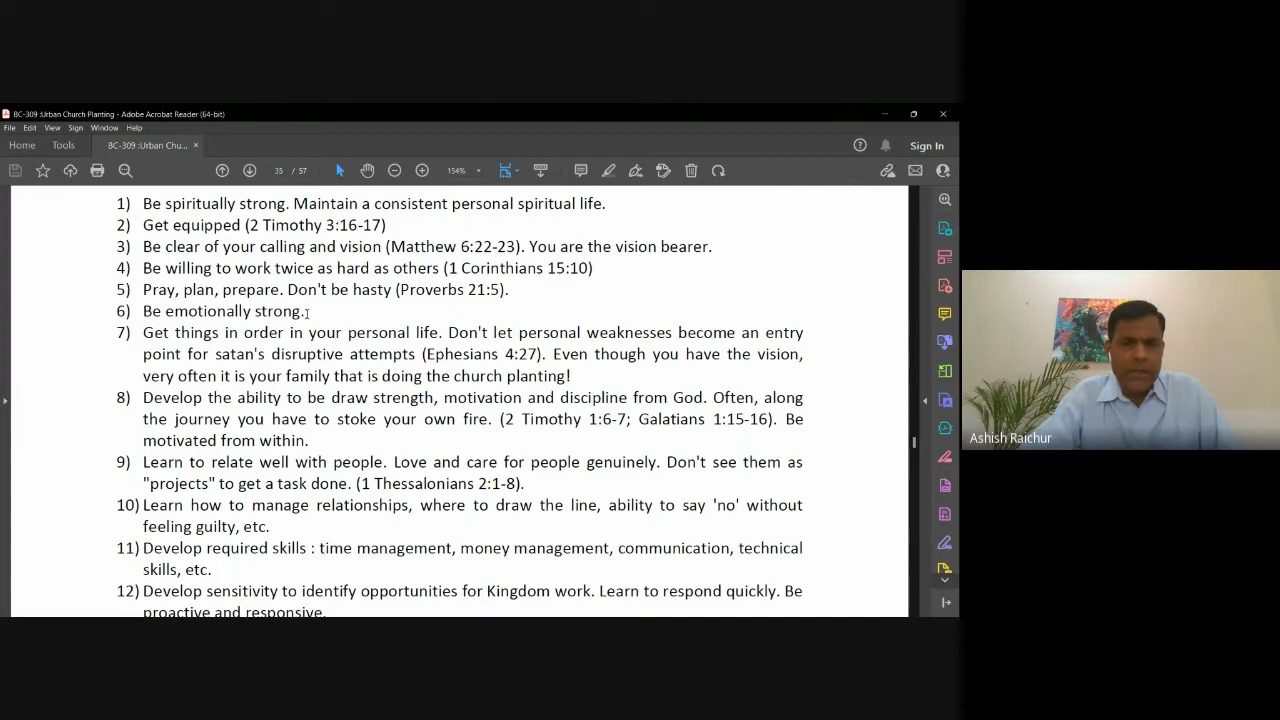 BC-309 :Urban Church Planting - Adobe Acrobat Reader (64-bit)
File Edit View Sign Window Help
Home Tools BC-309 :Urban Chu... × Sign In
35 / 57 154%
1) Be spiritually strong. Maintain a consistent personal spiritual life.
2) Get equipped (2 Timothy 3:16-17)
3) Be clear of your calling and vision (Matthew 6:22-23). You are the vision bearer.
4) Be willing to work twice as hard as others (1 Corinthians 15:10)
5) Pray, plan, prepare. Don't be hasty (Proverbs 21:5).
6) Be emotionally strong.
7) Get things in order in your personal life. Don't let personal weaknesses become an entry
point for satan's disruptive attempts (Ephesians 4:27). Even though you have the vision,
very often it is your family that is doing the church planting!
8) Develop the ability to be draw strength, motivation and discipline from God. Often, along
the journey you have to stoke your own fire. (2 Timothy 1:6-7; Galatians 1:15-16). Be
motivated from within.
9) Learn to relate well with people. Love and care for people genuinely. Don't see them as
"projects" to get a task done. (1 Thessalonians 2:1-8).
10) Learn how to manage relationships, where to draw the line, ability to say 'no' without
feeling guilty, etc.
11) Develop required skills : time management, money management, communication, technical
skills, etc.
12) Develop sensitivity to identify opportunities for Kingdom work. Learn to respond quickly. Be
proactive and responsive.
Ashish Raichur